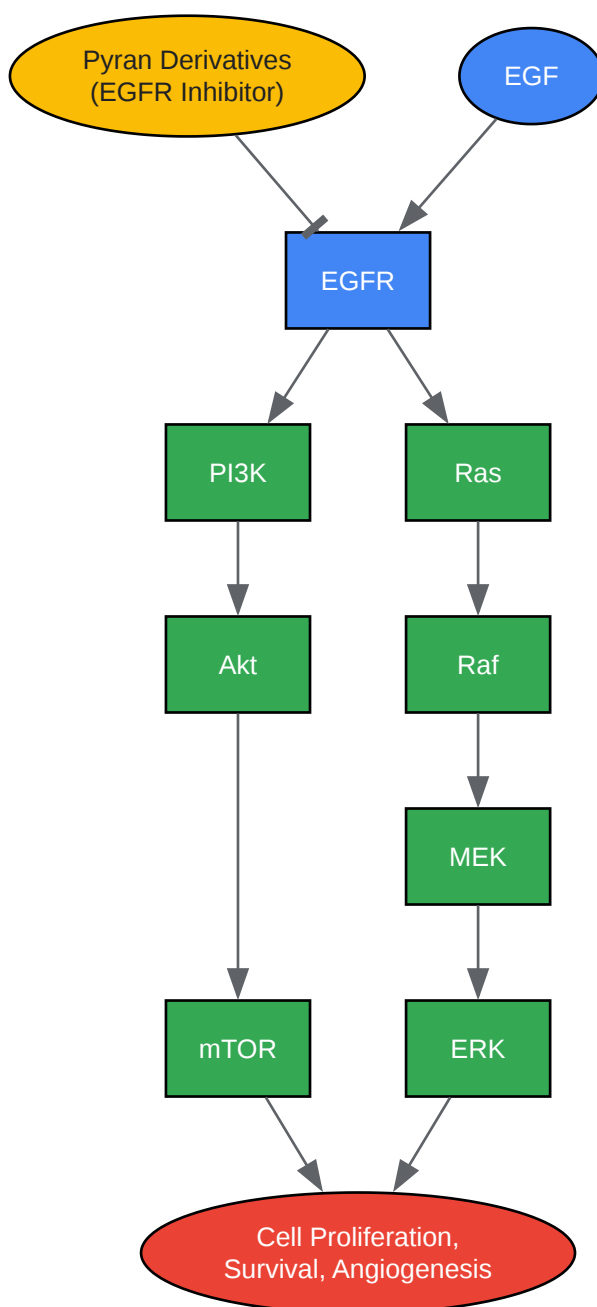 Pyran Derivatives
(EGFR Inhibitor)
EGF
EGFR
PI3K
Ras
Akt
Raf
MEK
mTOR
ERK
Cell Proliferation,
Survival, Angiogenesis